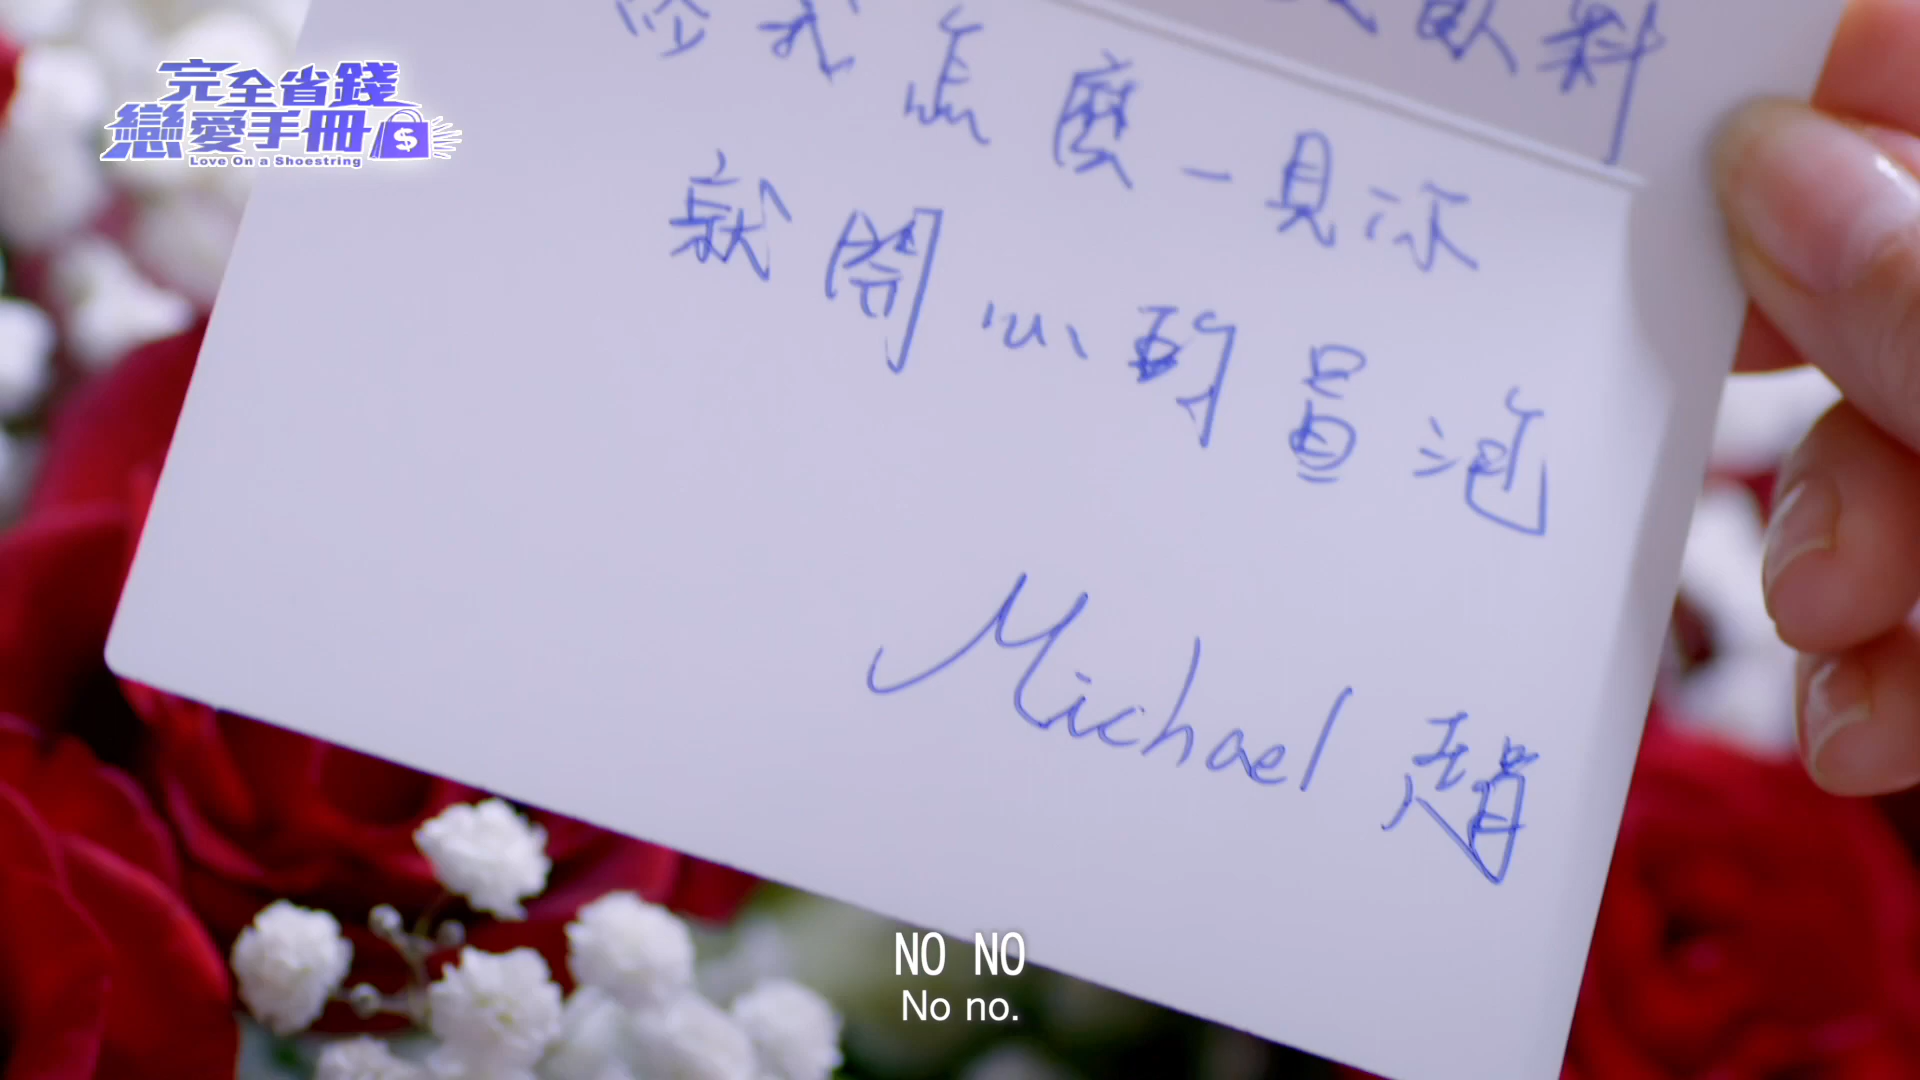 完全省錢
戀愛手冊
Love On a Shoestring
飲料
我怎麼一見你
就開心的冒泡
Michael 趙
NO NO
No no.